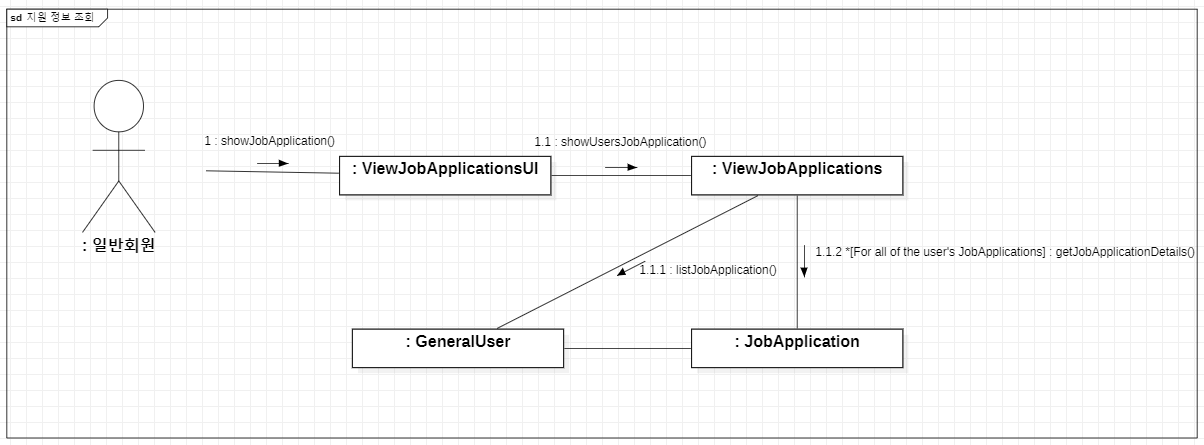 sd 지원 정보 조회
1 : showJobApplication()
1.1 : showUsersJobApplication()
: ViewJobApplicationsUI
: ViewJobApplications
: 일반회원
1.1.2 *[For all of the user's JobApplications] : getJobApplicationDetails()
1.1.1 : listJobApplication()
: GeneralUser
: JobApplication